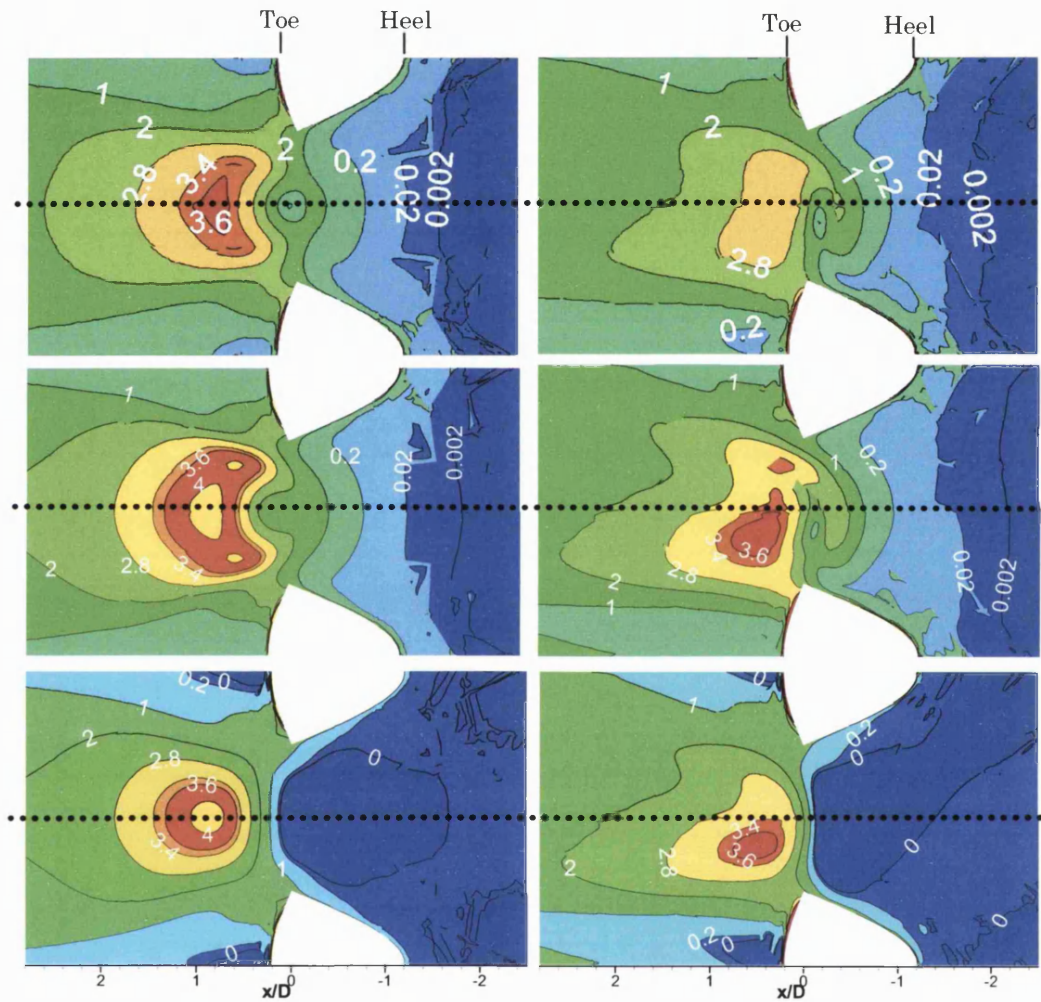 Toe Heel Toe Heel
1 2 2.8 3.4 3.6 2 0.2 0.02 0.002
1 2 2.8 1 0.2 0.02 0.002 0.2
1 2 2.8 3.4 3.6 4 0.2 0.02 0.002
1 2 1 2.8 3.4 3.6 1 0.2 0.02 0.002
0.2 0 1 2 2.8 3.6 4 3.4 0 1 0
0 1 2 2.8 3.4 3.6 0.2 0 0 0 0.2 0
2 1 0 -1 -2 2 1 0 -1 -2
x/D x/D